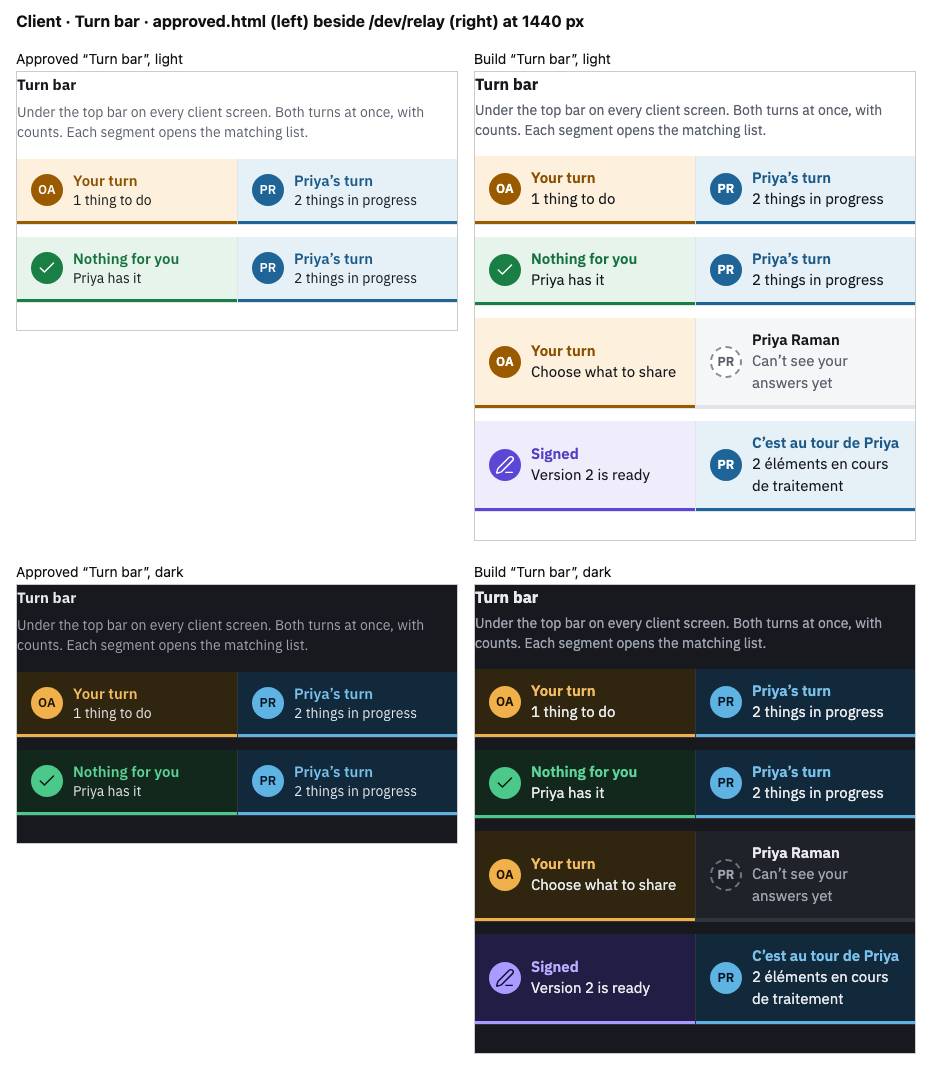 Client · Turn bar · approved.html (left) beside /dev/relay (right) at 1440 px
Approved “Turn bar”, light
Turn bar
Under the top bar on every client screen. Both turns at once, with
counts. Each segment opens the matching list.
OA
Your turn
1 thing to do
PR
Priya’s turn
2 things in progress
Nothing for you
Priya has it
PR
Priya’s turn
2 things in progress
Build “Turn bar”, light
Turn bar
Under the top bar on every client screen. Both turns at once, with
counts. Each segment opens the matching list.
OA
Your turn
1 thing to do
PR
Priya’s turn
2 things in progress
Nothing for you
Priya has it
PR
Priya’s turn
2 things in progress
OA
Your turn
Choose what to share
PR
Priya Raman
Can’t see your
answers yet
Signed
Version 2 is ready
PR
C’est au tour de Priya
2 éléments en cours
de traitement
Approved “Turn bar”, dark
Turn bar
Under the top bar on every client screen. Both turns at once, with
counts. Each segment opens the matching list.
OA
Your turn
1 thing to do
PR
Priya’s turn
2 things in progress
Nothing for you
Priya has it
PR
Priya’s turn
2 things in progress
Build “Turn bar”, dark
Turn bar
Under the top bar on every client screen. Both turns at once, with
counts. Each segment opens the matching list.
OA
Your turn
1 thing to do
PR
Priya’s turn
2 things in progress
Nothing for you
Priya has it
PR
Priya’s turn
2 things in progress
OA
Your turn
Choose what to share
PR
Priya Raman
Can’t see your
answers yet
Signed
Version 2 is ready
PR
C’est au tour de Priya
2 éléments en cours
de traitement